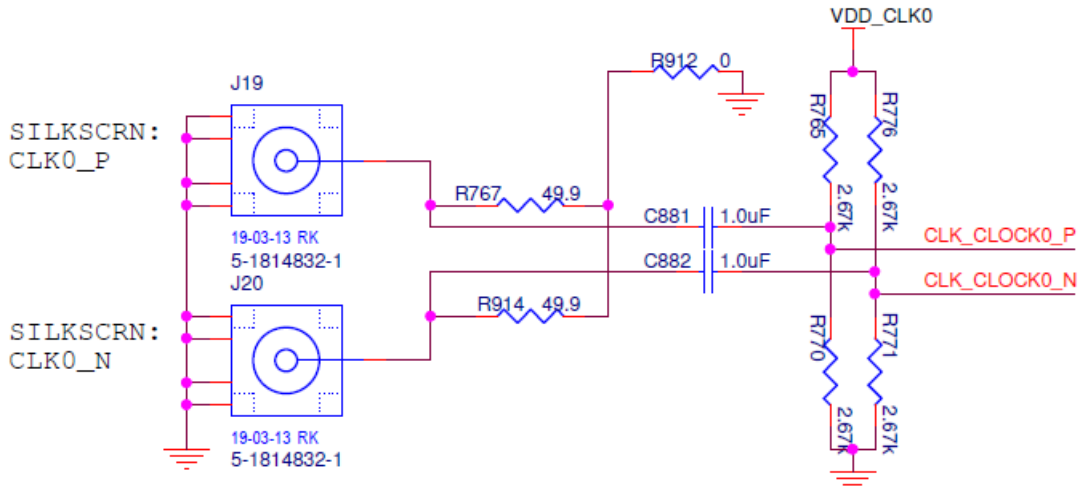 VDD_CLK0
R912 0
J19
R765
R776
SILKSCRN:
CLK0_P
R767 49.9
2.67k
2.67k
C881 1.0uF
19-03-13 RK
5-1814832-1
CLK_CLOCK0_P
C882 1.0uF
CLK_CLOCK0_N
J20
R914 49.9
SILKSCRN:
CLK0_N
R770
R771
2.67k
2.67k
19-03-13 RK
5-1814832-1